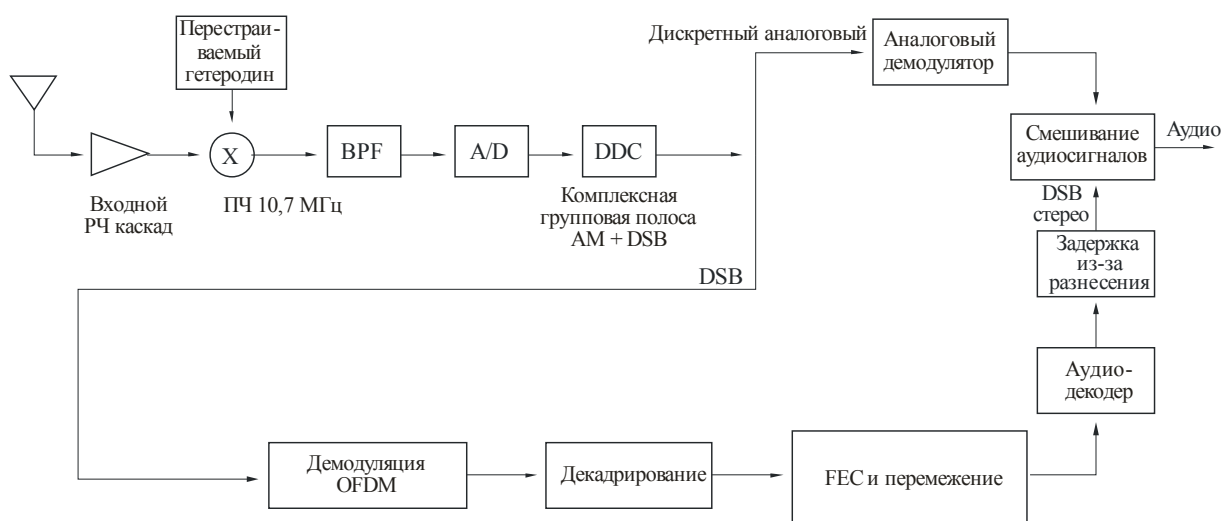 Перестраи-
ваемый
гетеродин
Дискретный аналоговый
Аналоговый
демодулятор
X
BPF
A/D
DDC
Смешивание
аудиосигналов
Аудио
Входной
РЧ каскад
ПЧ 10,7 МГц
Комплексная
групповая полоса
AM + DSB
DSB
стерео
DSB
Задержка
из-за
разнесения
Аудио-
декодер
Демодуляция
OFDM
Декадрирование
FEC и перемежение